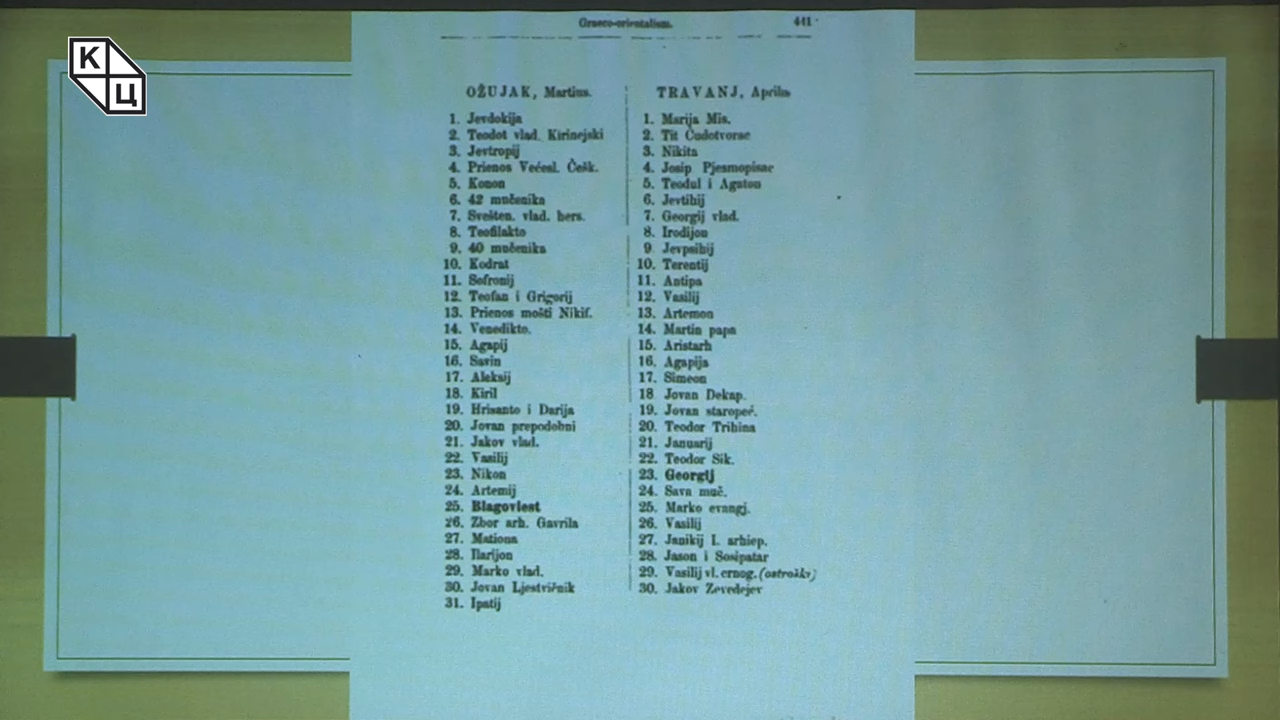 К
Ц
Graeco-orientalism. 441
OŽUJAK, Martius.
1. Jevdokija
2. Teodot vlad. Kirinejski
3. Jevtropij
4. Prienos Većesl. Češk.
5. Konon
6. 42 mučenika
7. Svešten. vlad. hers.
8. Teofilakto
9. 40 mučenika
10. Kodrat
11. Sofronij
12. Teofan i Grigorij
13. Prienos mošti Nikif.
14. Venedikto.
15. Agapij
16. Savin
17. Aleksij
18. Kiril
19. Hrisanto i Darija
20. Jovan prepodobni
21. Jakov vlad.
22. Vasilij
23. Nikon
24. Artemij
25. Blagoviest
26. Zbor arh. Gavrila
27. Mationa
28. Ilarijon
29. Marko vlad.
30. Jovan Ljestvičnik
31. Ipatij
TRAVANJ, Aprilis
1. Marija Mis.
2. Tit Čudotvorac
3. Nikita
4. Josip Pjesmopisac
5. Teodul i Agaton
6. Jevtihij
7. Georgij vlad.
8. Irodijon
9. Jevpsihij
10. Terentij
11. Antipa
12. Vasilij
13. Artemon
14. Martin papa
15. Aristarh
16. Agapija
17. Simeon
18 Jovan Dekap.
19. Jovan staropeč.
20. Teodor Trihina
21. Januarij
22. Teodor Sik.
23. Georgij
24. Sava muč.
25. Marko evangj.
26. Vasilij
27. Janikij I. arhiep.
28. Jason i Sosipatar
29. Vasilij vl. crnog. (ostroški)
30. Jakov Zevedejev